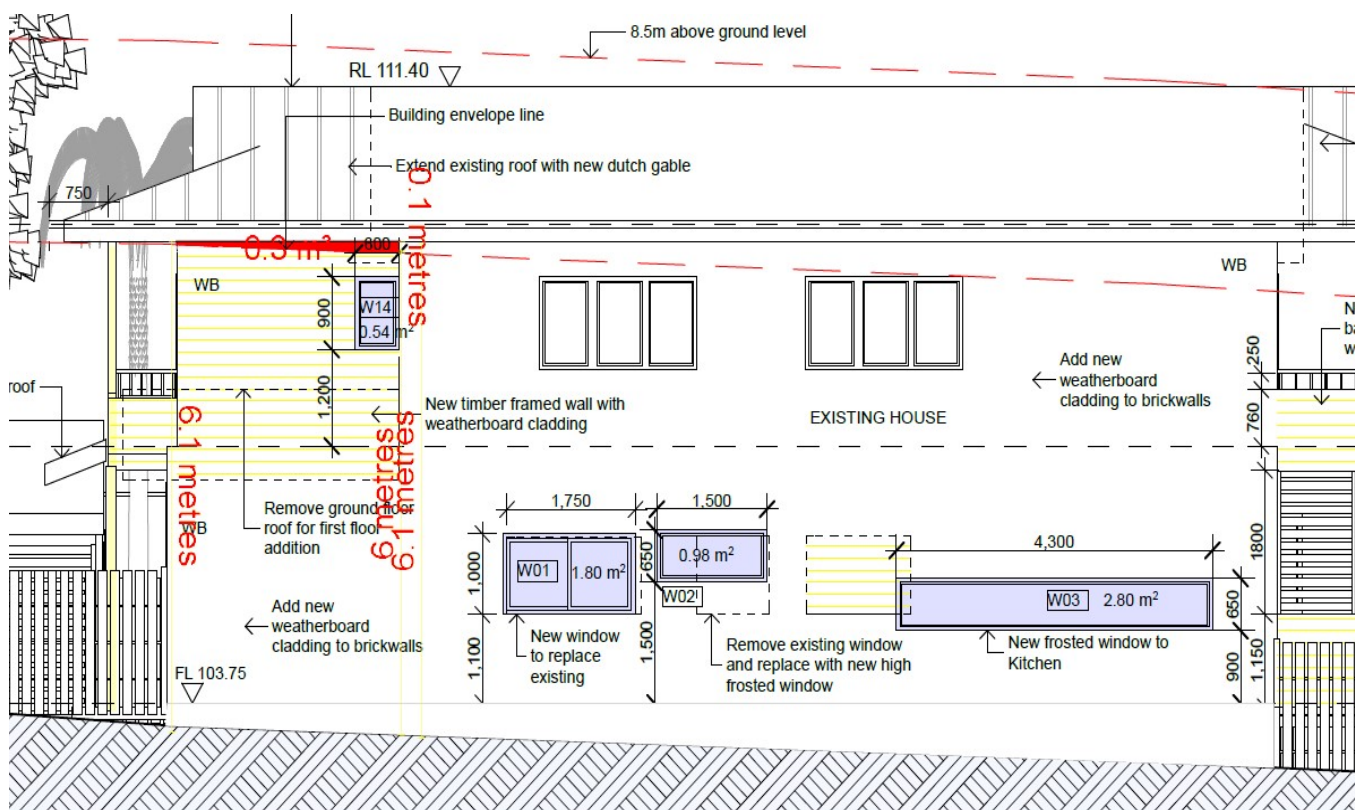 8.5m above ground level
RL 111.40
Building envelope line
Extend existing roof with new dutch gable
750
0.1 metres
0.3 m²
600
WB
WB
W14
0.54 m²
900
1,200
250
760
roof
New timber framed wall with
weatherboard cladding
Add new
weatherboard
cladding to brickwalls
EXISTING HOUSE
6.1 metres
6 metres
6.1 metres
Remove ground floor
roof for first floor
addition
WB
1,750
1,500
4,300
1,000
W01
1.80 m²
650
0.98 m²
W02
W03
2.80 m²
650
1800
Add new
weatherboard
cladding to brickwalls
1,100
New window
to replace
existing
1,500
Remove existing window
and replace with new high
frosted window
New frosted window to
Kitchen
900
1,150
FL 103.75